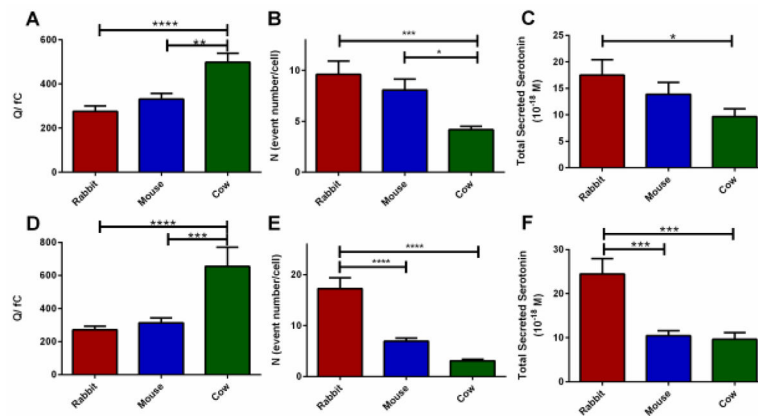 A
****
**
600
400
200
0
Q/ fC
Rabbit
Mouse
Cow
B
***
*
10
5
0
N (event number/cell)
Rabbit
Mouse
Cow
C
*
25
20
15
10
5
0
Total Secreted Serotonin
(10⁻¹⁸ M)
Rabbit
Mouse
Cow
D
****
***
800
600
400
200
0
Q/ fC
Rabbit
Mouse
Cow
E
****
****
20
10
0
N (event number/cell)
Rabbit
Mouse
Cow
F
***
***
30
20
10
0
Total Secreted Serotonin
(10⁻¹⁸ M)
Rabbit
Mouse
Cow